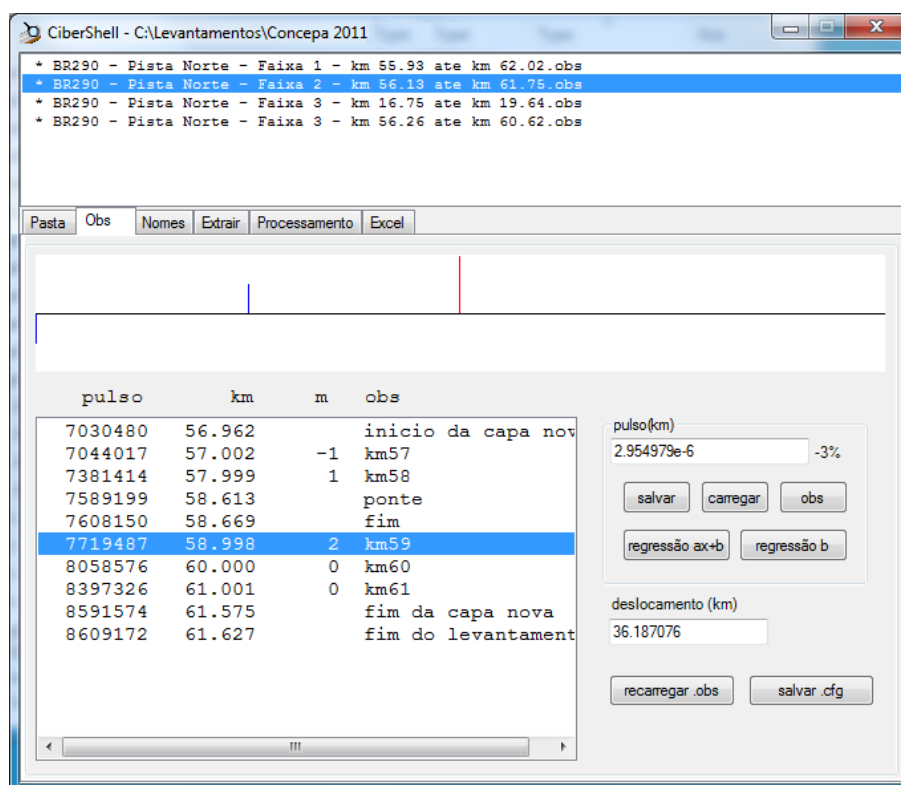 CiberShell - C:\Levantamentos\Concepa 2011
* BR290 - Pista Norte - Faixa 1 - km 55.93 ate km 62.02.obs
* BR290 - Pista Norte - Faixa 2 - km 56.13 ate km 61.75.obs
* BR290 - Pista Norte - Faixa 3 - km 16.75 ate km 19.64.obs
* BR290 - Pista Norte - Faixa 3 - km 56.26 ate km 60.62.obs
Pasta Obs Nomes Extrair Processamento Excel
pulso km m obs
7030480 56.962 inicio da capa nov
7044017 57.002 -1 km57
7381414 57.999 1 km58
7589199 58.613 ponte
7608150 58.669 fim
7719487 58.998 2 km59
8058576 60.000 0 km60
8397326 61.001 0 km61
8591574 61.575 fim da capa nova
8609172 61.627 fim do levantament
pulso(km)
2.954979e-6 -3%
salvar carregar obs
regressão ax+b regressão b
deslocamento (km)
36.187076
recarregar .obs salvar .cfg